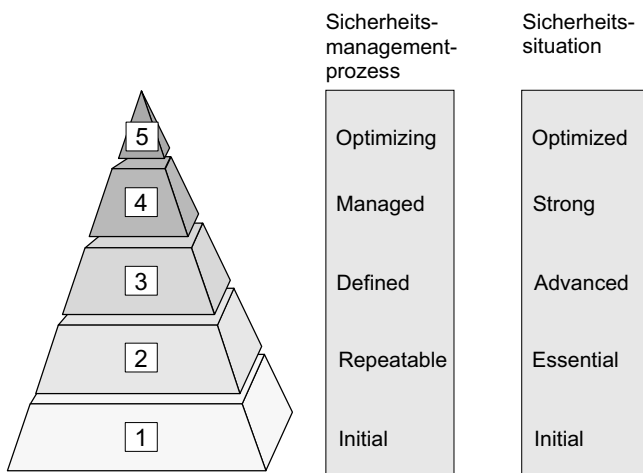 Sicherheits-
management-
prozess
Sicherheits-
situation
5
Optimizing
Optimized
4
Managed
Strong
3
Defined
Advanced
2
Repeatable
Essential
1
Initial
Initial